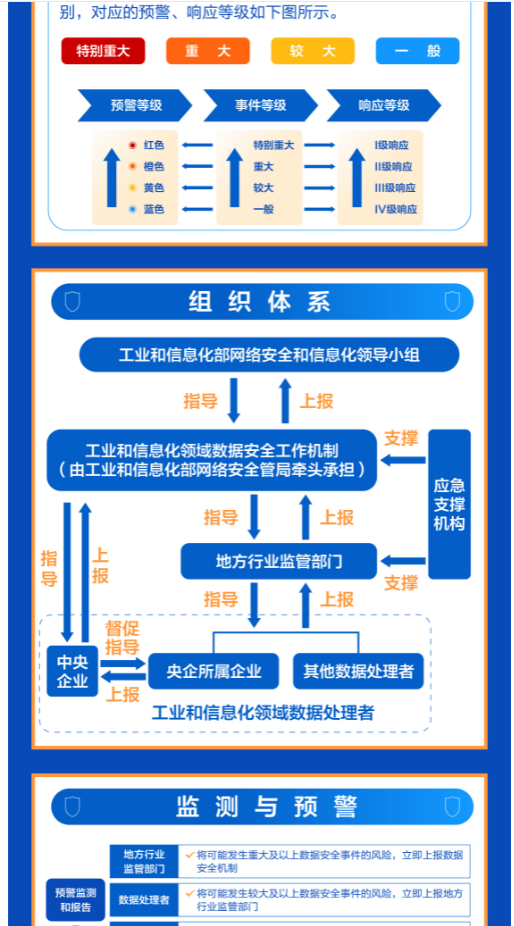 别，对应的预警、响应等级如下图所示。
特别重大 重 大 较 大 一 般
预警等级 事件等级 响应等级
红色 特别重大 I级响应
橙色 重大 II级响应
黄色 较大 III级响应
蓝色 一般 IV级响应
组织体系
工业和信息化部网络安全和信息化领导小组
指导 上报
工业和信息化领域数据安全工作机制
（由工业和信息化部网络安全管局牵头承担）
支撑
应急
支撑
机构
指导 上报
地方行业监管部门
支撑
指导 上报
指导
上报
督促
指导
中央
企业
上报
央企所属企业 其他数据处理者
工业和信息化领域数据处理者
监测与预警
预警监测
和报告
地方行业
监管部门
将可能发生重大及以上数据安全事件的风险，立即上报数据
安全机制
数据处理者
将可能发生较大及以上数据安全事件的风险，立即上报地方
行业监管部门